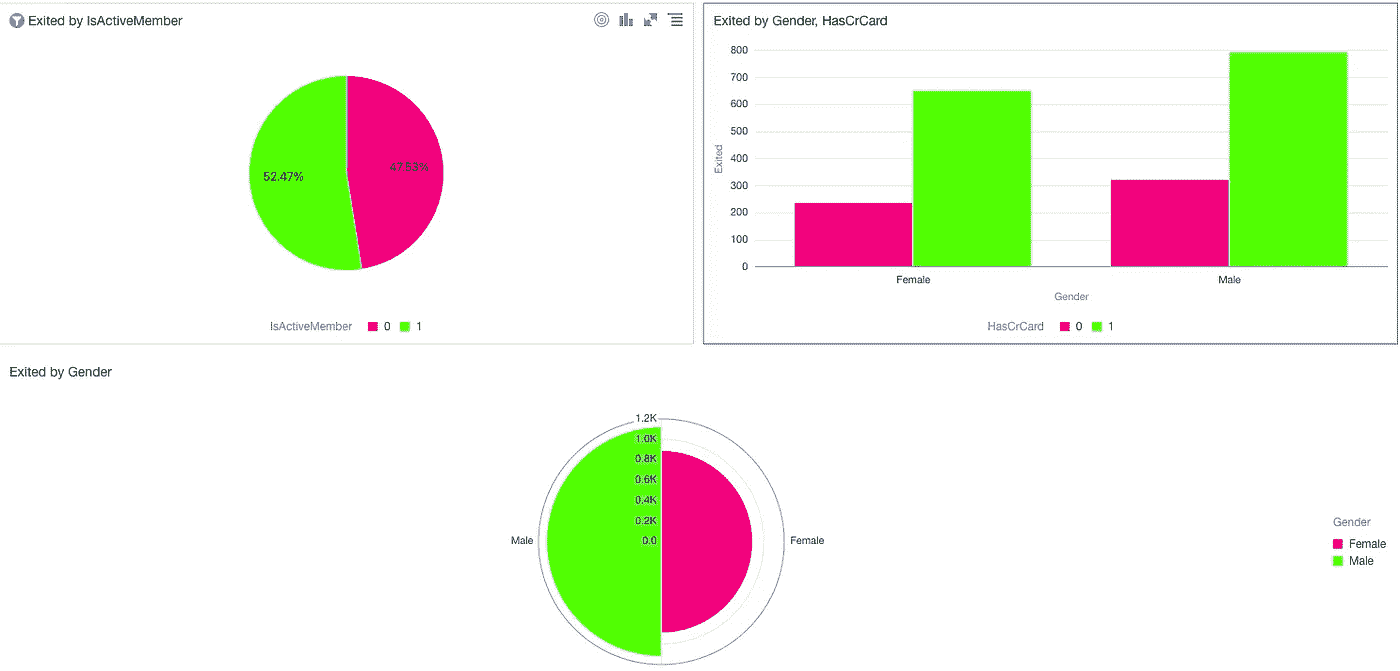 Exited by IsActiveMember
52.47%
47.53%
IsActiveMember 0 1
Exited by Gender, HasCrCard
800
700
600
500
400
300
200
100
0
Exited
Female Male
Gender
HasCrCard 0 1
Exited by Gender
1.2K
1.0K
0.8K
0.6K
0.4K
0.2K
0.0
Male
Female
Gender
Female
Male